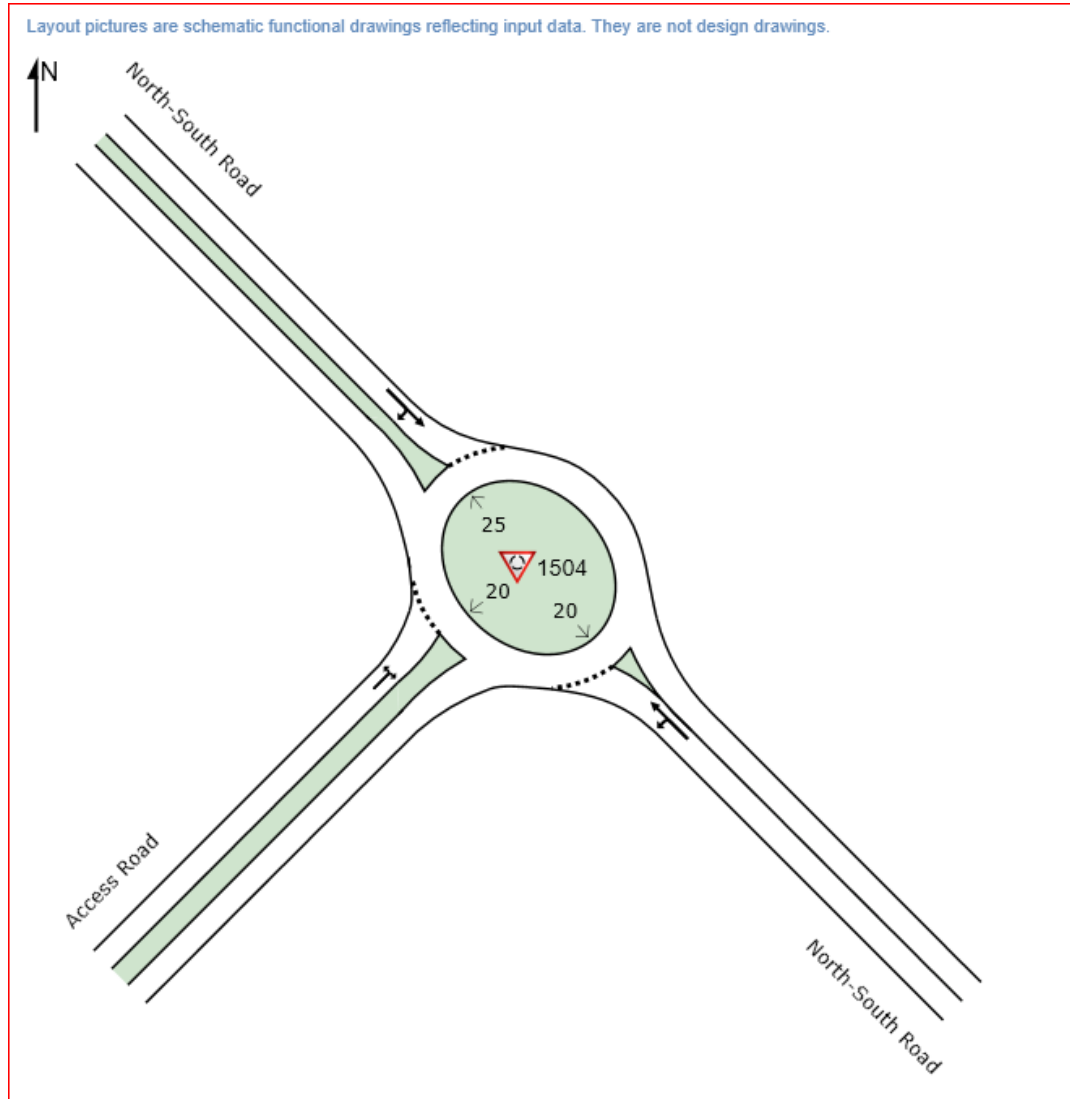 Layout pictures are schematic functional drawings reflecting input data. They are not design drawings.
N
North-South Road
25
1504
20
20
Access Road
North-South Road